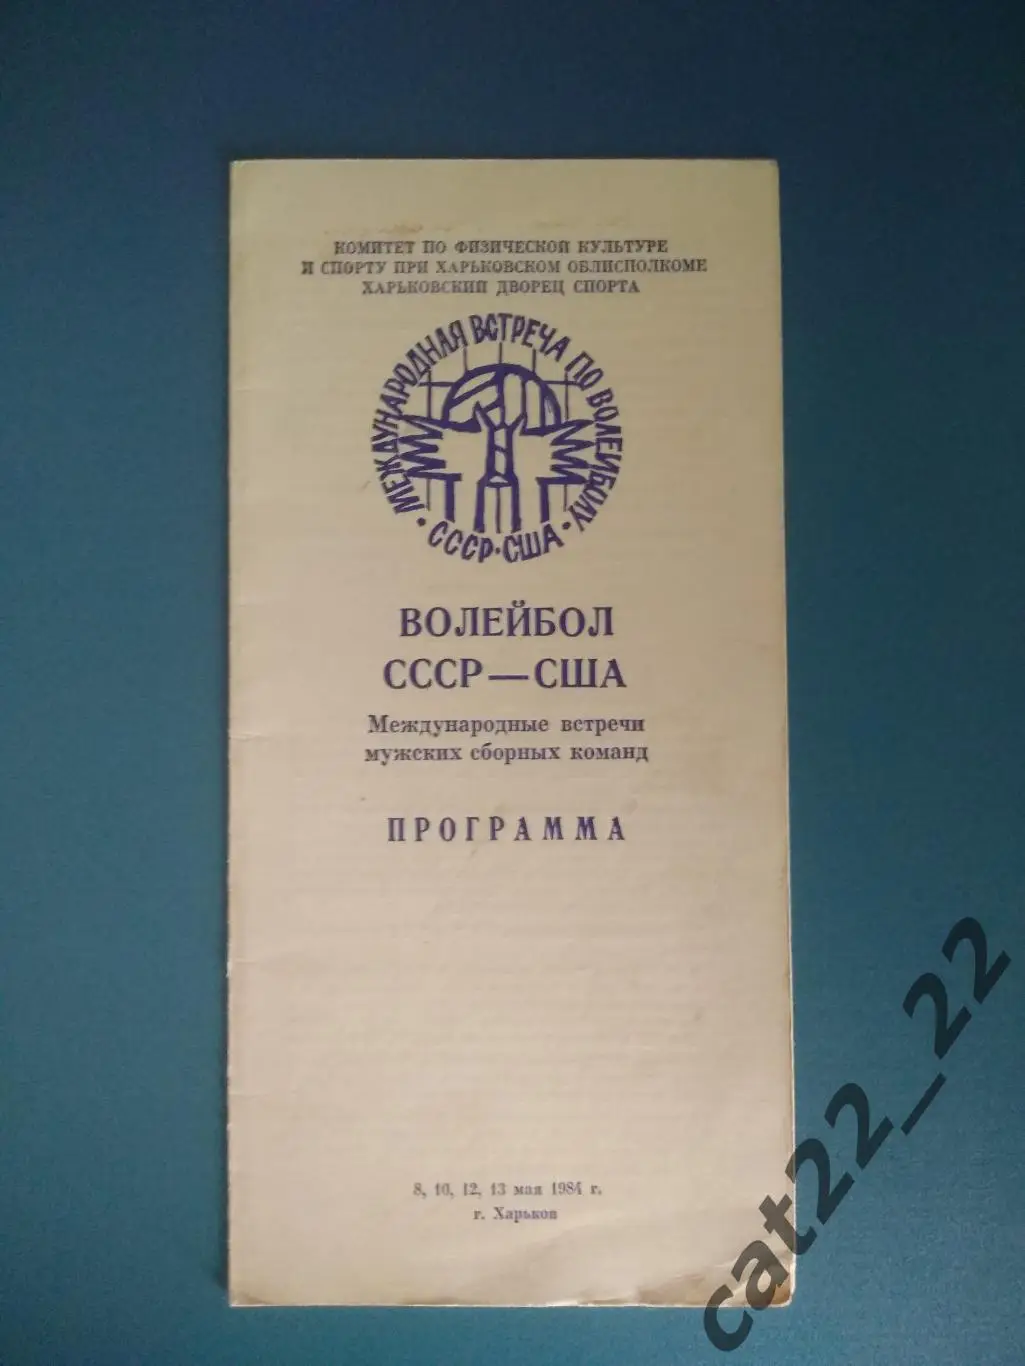 КОМИТЕТ ПО ФИЗИЧЕСКОЙ КУЛЬТУРЕ
И СПОРТУ ПРИ ХАРЬКОВСКОМ ОБЛИСПОЛКОМЕ
ХАРЬКОВСКИЙ ДВОРЕЦ СПОРТА
МЕЖДУНАРОДНАЯ ВСТРЕЧА ПО ВОЛЕЙБОЛУ
• СССР•США •
ВОЛЕЙБОЛ
СССР—США
Международные встречи
мужских сборных команд
ПРОГРАММА
8, 10, 12, 13 мая 1984 г.
г. Харьков
cat22_22